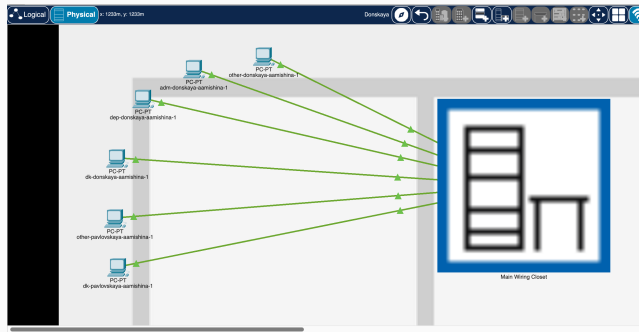 Logical
Physical
x: 1233m, y: 1233m
Donskaya
PC-PT
other-donskaya-aamishina-1
PC-PT
adm-donskaya-aamishina-1
PC-PT
dep-donskaya-aamishina-1
PC-PT
dk-donskaya-aamishina-1
PC-PT
other-pavlovskaya-aamishina-1
PC-PT
dk-pavlovskaya-aamishina-1
Main Wiring Closet